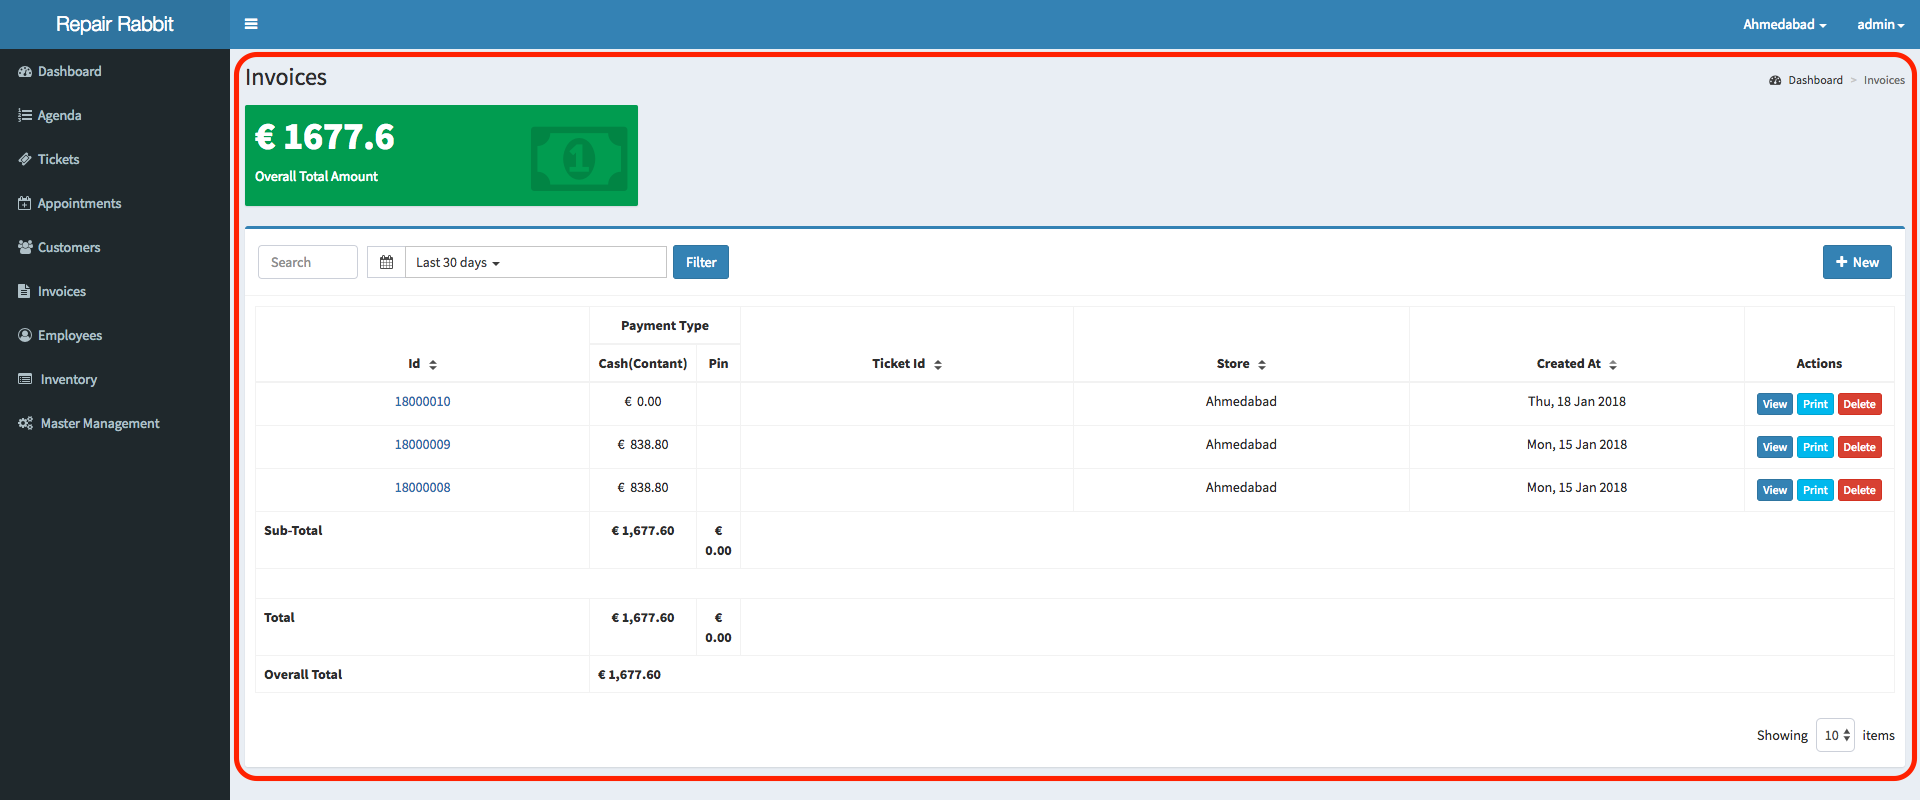 Repair Rabbit
Ahmedabad
admin
Dashboard
Agenda
Tickets
Appointments
Customers
Invoices
Employees
Inventory
Master Management
Invoices
Dashboard > Invoices
€ 1677.6
1
Overall Total Amount
Search
Last 30 days
Filter
+ New
Payment Type
Id Cash(Contant) Pin Ticket Id Store Created At Actions
18000010 € 0.00 Ahmedabad Thu, 18 Jan 2018 View Print Delete
18000009 € 838.80 Ahmedabad Mon, 15 Jan 2018 View Print Delete
18000008 € 838.80 Ahmedabad Mon, 15 Jan 2018 View Print Delete
Sub-Total € 1,677.60 €
0.00
Total € 1,677.60 €
0.00
Overall Total € 1,677.60
Showing 10 items